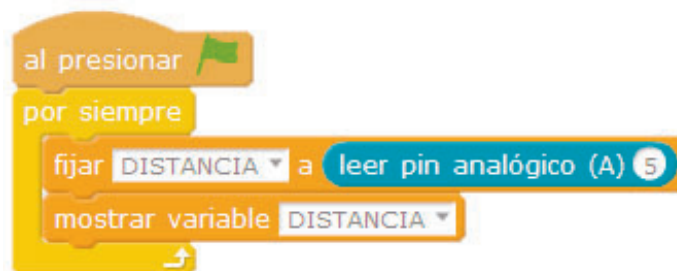 al presionar
por siempre
fijar DISTANCIA a leer pin analógico (A) 5
mostrar variable DISTANCIA